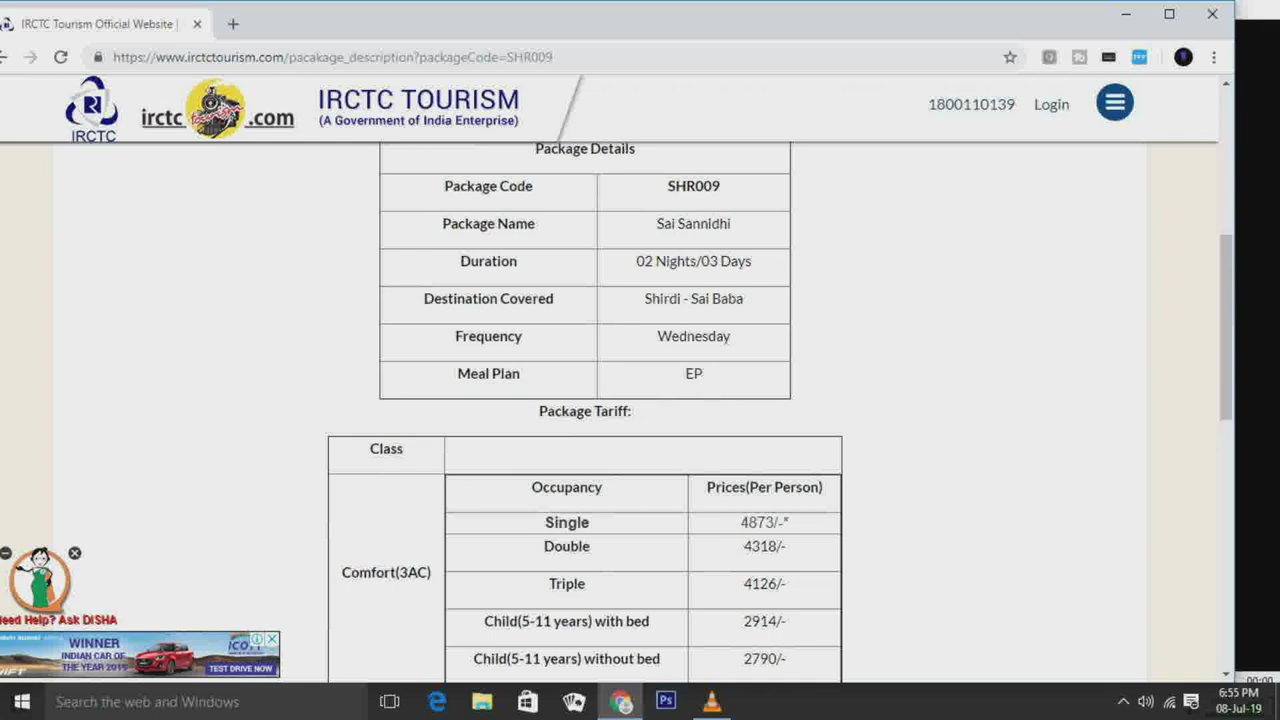 IRCTC Tourism Official Website |
https://www.irctctourism.com/pacakage_description?packageCode=SHR009
IRCTC
irctc .com
IRCTC TOURISM
(A Government of India Enterprise)
1800110139 Login
Package Details
Package Code SHR009
Package Name Sai Sannidhi
Duration 02 Nights/03 Days
Destination Covered Shirdi - Sai Baba
Frequency Wednesday
Meal Plan EP
Package Tariff:
Class
Occupancy Prices(Per Person)
Single 4873/-*
Double 4318/-
Comfort(3AC)
Triple 4126/-
Child(5-11 years) with bed 2914/-
Child(5-11 years) without bed 2790/-
eed Help? Ask DISHA
WINNER
INDIAN CAR OF
THE YEAR 2019
TEST DRIVE NOW
Search the web and Windows
Ps
6:55 PM
08-Jul-19